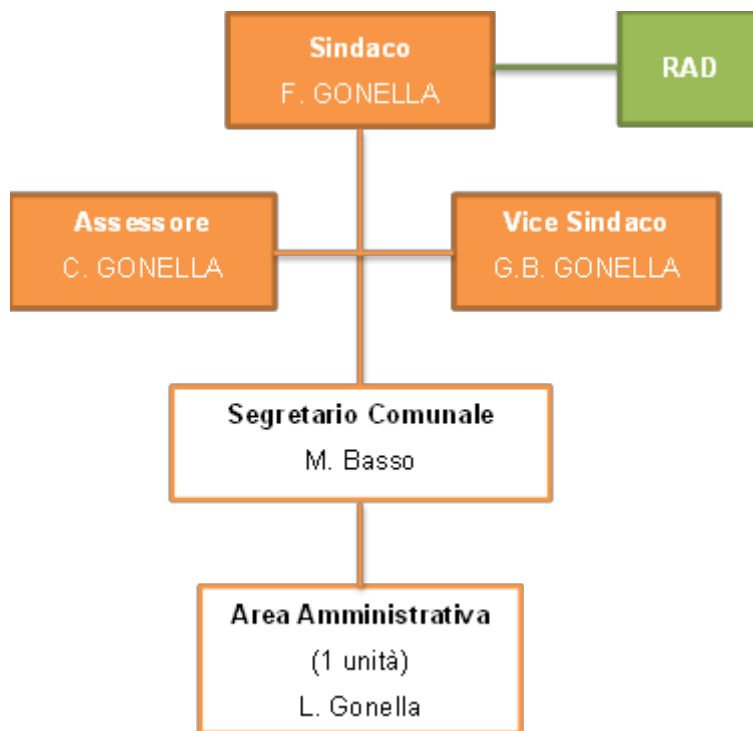 Sindaco
F. GONELLA
RAD
Assessore
C. GONELLA
Vice Sindaco
G.B. GONELLA
Segretario Comunale
M. Basso
Area Amministrativa
(1 unità)
L. Gonella